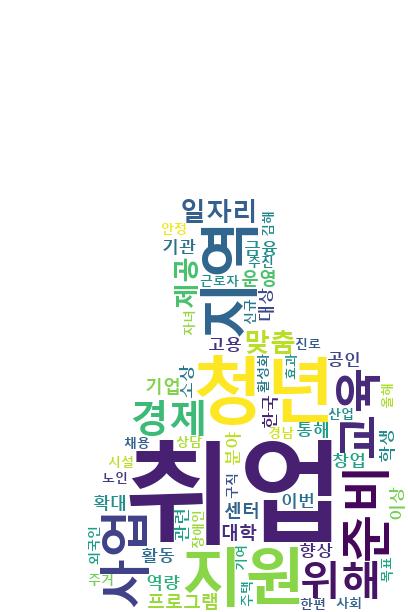 일자리
안정
김해
지역
기관
금융
추진
제공
근로자
운영
신규
대상
자녀
고용
맞춤
진로
청년
활성화
효과
공인
기업
소상
한국
교육
올해
경제
산업
채용
상담
분야
경남
통해
학생
취업
창업
시설
노인
구직
준비
확대
사업
관련
장애인
센터
이번
이상
대학
외국인
활동
지원
기여
향상
위해
목표
주거
역량
프로그램
주택
한편
사회